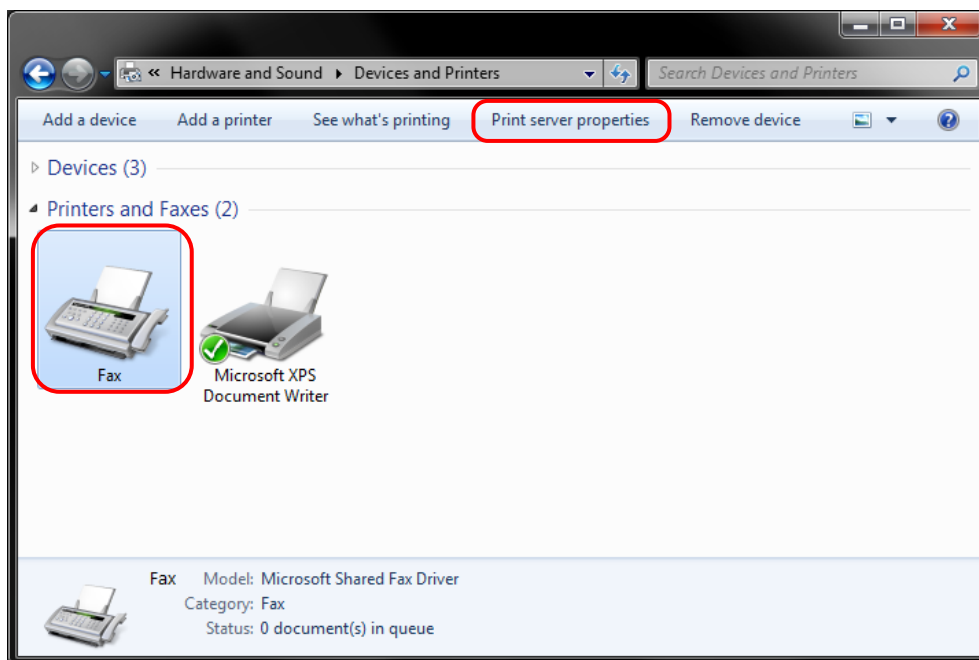 « Hardware and Sound Devices and Printers Search Devices and Printers
Add a device Add a printer See what's printing Print server properties Remove device
Devices (3)
Printers and Faxes (2)
Fax
Microsoft XPS
Document Writer
Fax Model: Microsoft Shared Fax Driver
Category: Fax
Status: 0 document(s) in queue